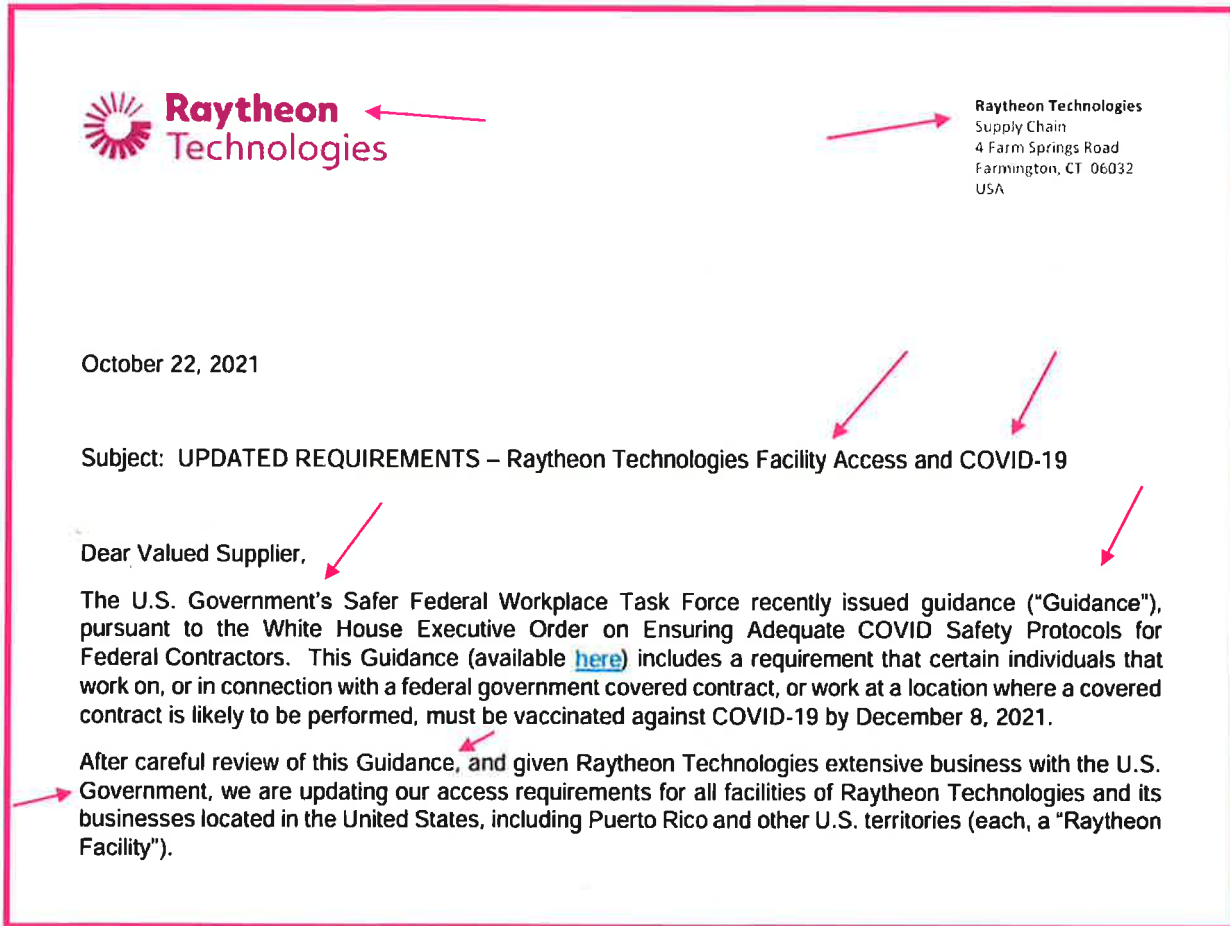 Raytheon
Technologies
Raytheon Technologies
Supply Chain
4 Farm Springs Road
Farmington, CT 06032
USA
October 22, 2021
Subject: UPDATED REQUIREMENTS – Raytheon Technologies Facility Access and COVID-19
Dear Valued Supplier,
The U.S. Government's Safer Federal Workplace Task Force recently issued guidance ("Guidance"),
pursuant to the White House Executive Order on Ensuring Adequate COVID Safety Protocols for
Federal Contractors. This Guidance (available here) includes a requirement that certain individuals that
work on, or in connection with a federal government covered contract, or work at a location where a covered
contract is likely to be performed, must be vaccinated against COVID-19 by December 8, 2021.
After careful review of this Guidance, and given Raytheon Technologies extensive business with the U.S.
Government, we are updating our access requirements for all facilities of Raytheon Technologies and its
businesses located in the United States, including Puerto Rico and other U.S. territories (each, a "Raytheon
Facility").